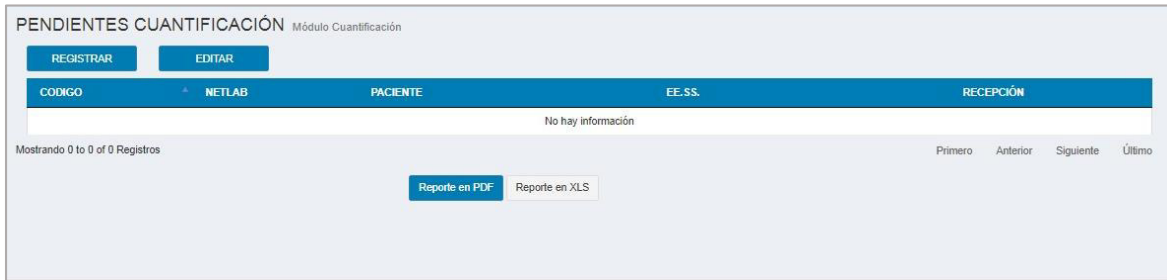 PENDIENTES CUANTIFICACIÓN Módulo Cuantificación
REGISTRAR EDITAR
CODIGO NETLAB PACIENTE EE.SS. RECEPCIÓN
No hay información
Mostrando 0 to 0 of 0 Registros Primero Anterior Siguiente Último
Reporte en PDF Reporte en XLS